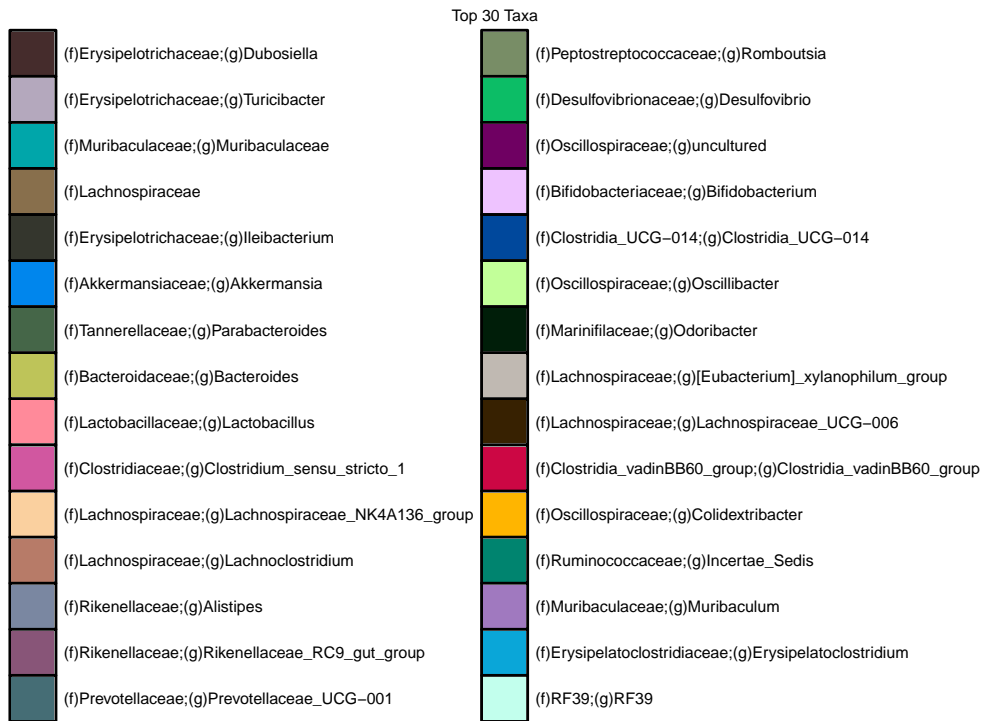 Top 30 Taxa
(f)Erysipelotrichaceae;(g)Dubosiella
(f)Erysipelotrichaceae;(g)Turicibacter
(f)Muribaculaceae;(g)Muribaculaceae
(f)Lachnospiraceae
(f)Erysipelotrichaceae;(g)Ileibacterium
(f)Akkermansiaceae;(g)Akkermansia
(f)Tannerellaceae;(g)Parabacteroides
(f)Bacteroidaceae;(g)Bacteroides
(f)Lactobacillaceae;(g)Lactobacillus
(f)Clostridiaceae;(g)Clostridium_sensu_stricto_1
(f)Lachnospiraceae;(g)Lachnospiraceae_NK4A136_group
(f)Lachnospiraceae;(g)Lachnoclostridium
(f)Rikenellaceae;(g)Alistipes
(f)Rikenellaceae;(g)Rikenellaceae_RC9_gut_group
(f)Prevotellaceae;(g)Prevotellaceae_UCG−001
(f)Peptostreptococcaceae;(g)Romboutsia
(f)Desulfovibrionaceae;(g)Desulfovibrio
(f)Oscillospiraceae;(g)uncultured
(f)Bifidobacteriaceae;(g)Bifidobacterium
(f)Clostridia_UCG−014;(g)Clostridia_UCG−014
(f)Oscillospiraceae;(g)Oscillibacter
(f)Marinifilaceae;(g)Odoribacter
(f)Lachnospiraceae;(g)[Eubacterium]_xylanophilum_group
(f)Lachnospiraceae;(g)Lachnospiraceae_UCG−006
(f)Clostridia_vadinBB60_group;(g)Clostridia_vadinBB60_group
(f)Oscillospiraceae;(g)Colidextribacter
(f)Ruminococcaceae;(g)Incertae_Sedis
(f)Muribaculaceae;(g)Muribaculum
(f)Erysipelatoclostridiaceae;(g)Erysipelatoclostridium
(f)RF39;(g)RF39